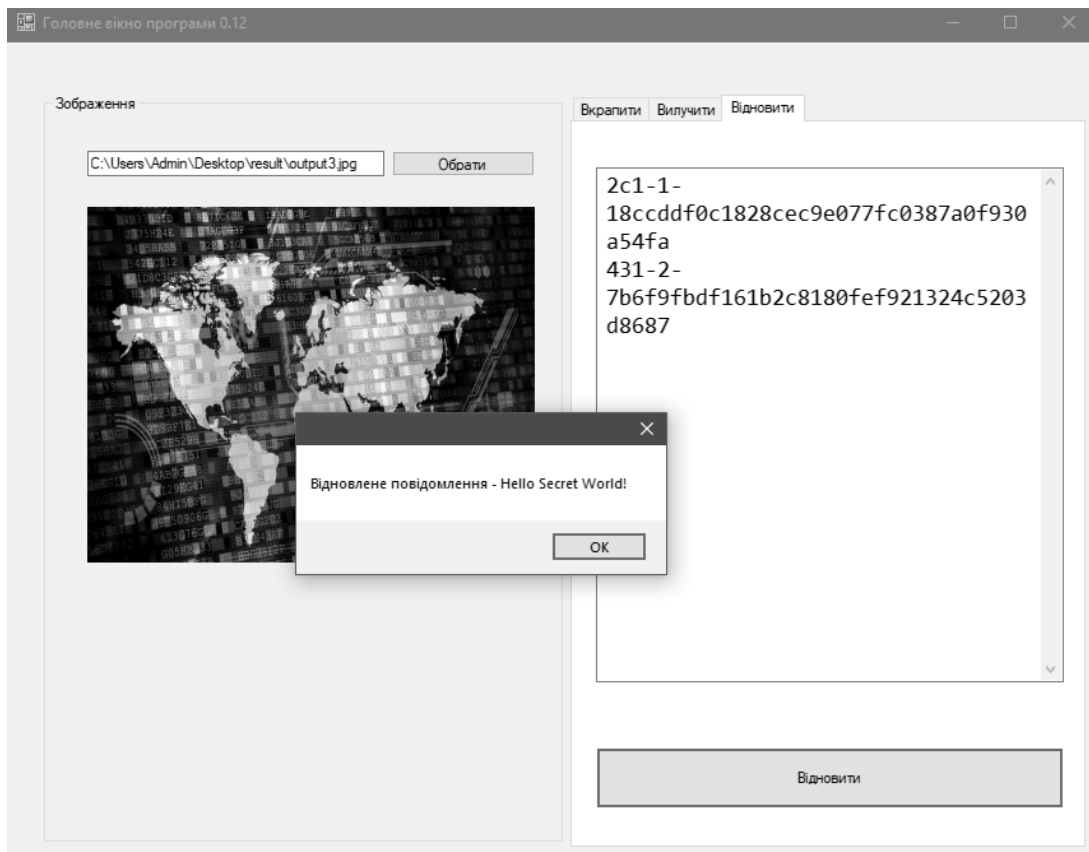 Головне вікно програми 0.12
Зображення
C:\Users\Admin\Desktop\result\output3.jpg
Обрати
Вкрапити Вилучити Відновити
2c1-1-
18ccddf0c1828cec9e077fc0387a0f930
a54fa
431-2-
7b6f9fbdf161b2c8180fef921324c5203
d8687
Відновлене повідомлення - Hello Secret World!
OK
Відновити